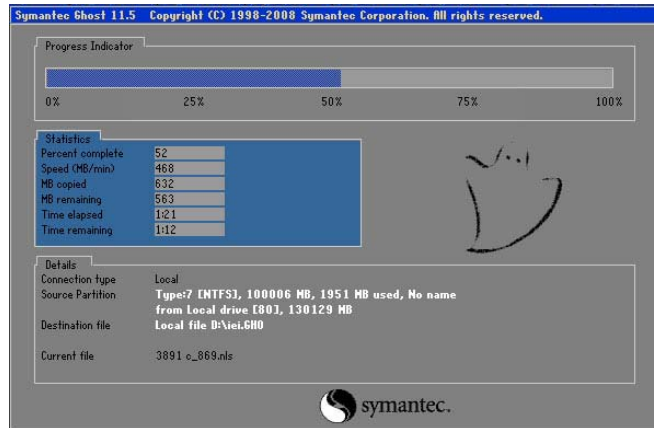 Symantec Ghost 11.5   Copyright (C) 1998-2008 Symantec Corporation. All rights reserved.
Progress Indicator
0%   25%   50%   75%   100%
Statistics
Percent complete   52
Speed (MB/min)   468
MB copied   632
MB remaining   563
Time elapsed   1:21
Time remaining   1:12
Details
Connection type   Local
Source Partition   Type:7 [NTFS], 100006 MB, 1951 MB used, No name
from Local drive [80], 130129 MB
Destination file   Local file D:\iei.GHO
Current file   3891 c_869.nls
symantec.